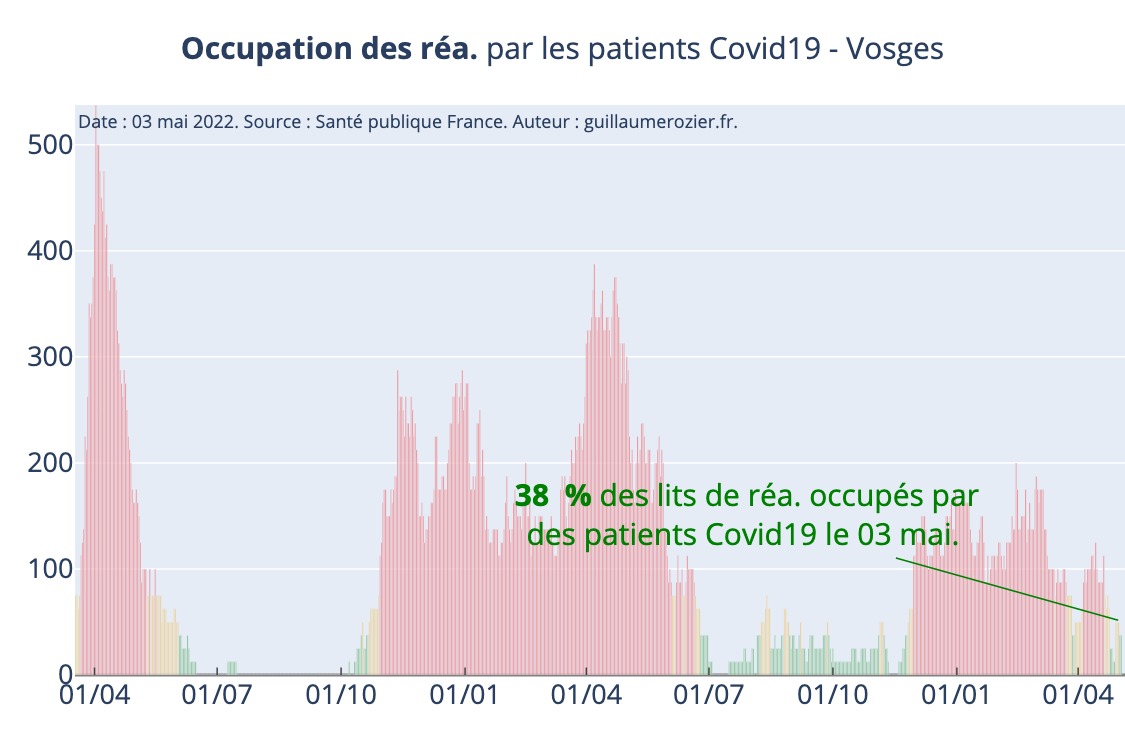 Occupation des réa. par les patients Covid19 - Vosges
Date : 03 mai 2022. Source : Santé publique France. Auteur : guillaumerozier.fr.
500
400
300
200
38 % des lits de réa. occupés par
des patients Covid19 le 03 mai.
100
0
01/04 01/07 01/10 01/01 01/04 01/07 01/10 01/01 01/04